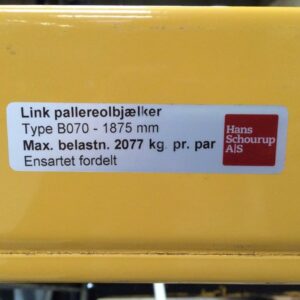 Link pallereolbjælker
Type B070 - 1875 mm
Max. belastn. 2077 kg. pr. par
Ensartet fordelt
Hans
Schourup
A|S